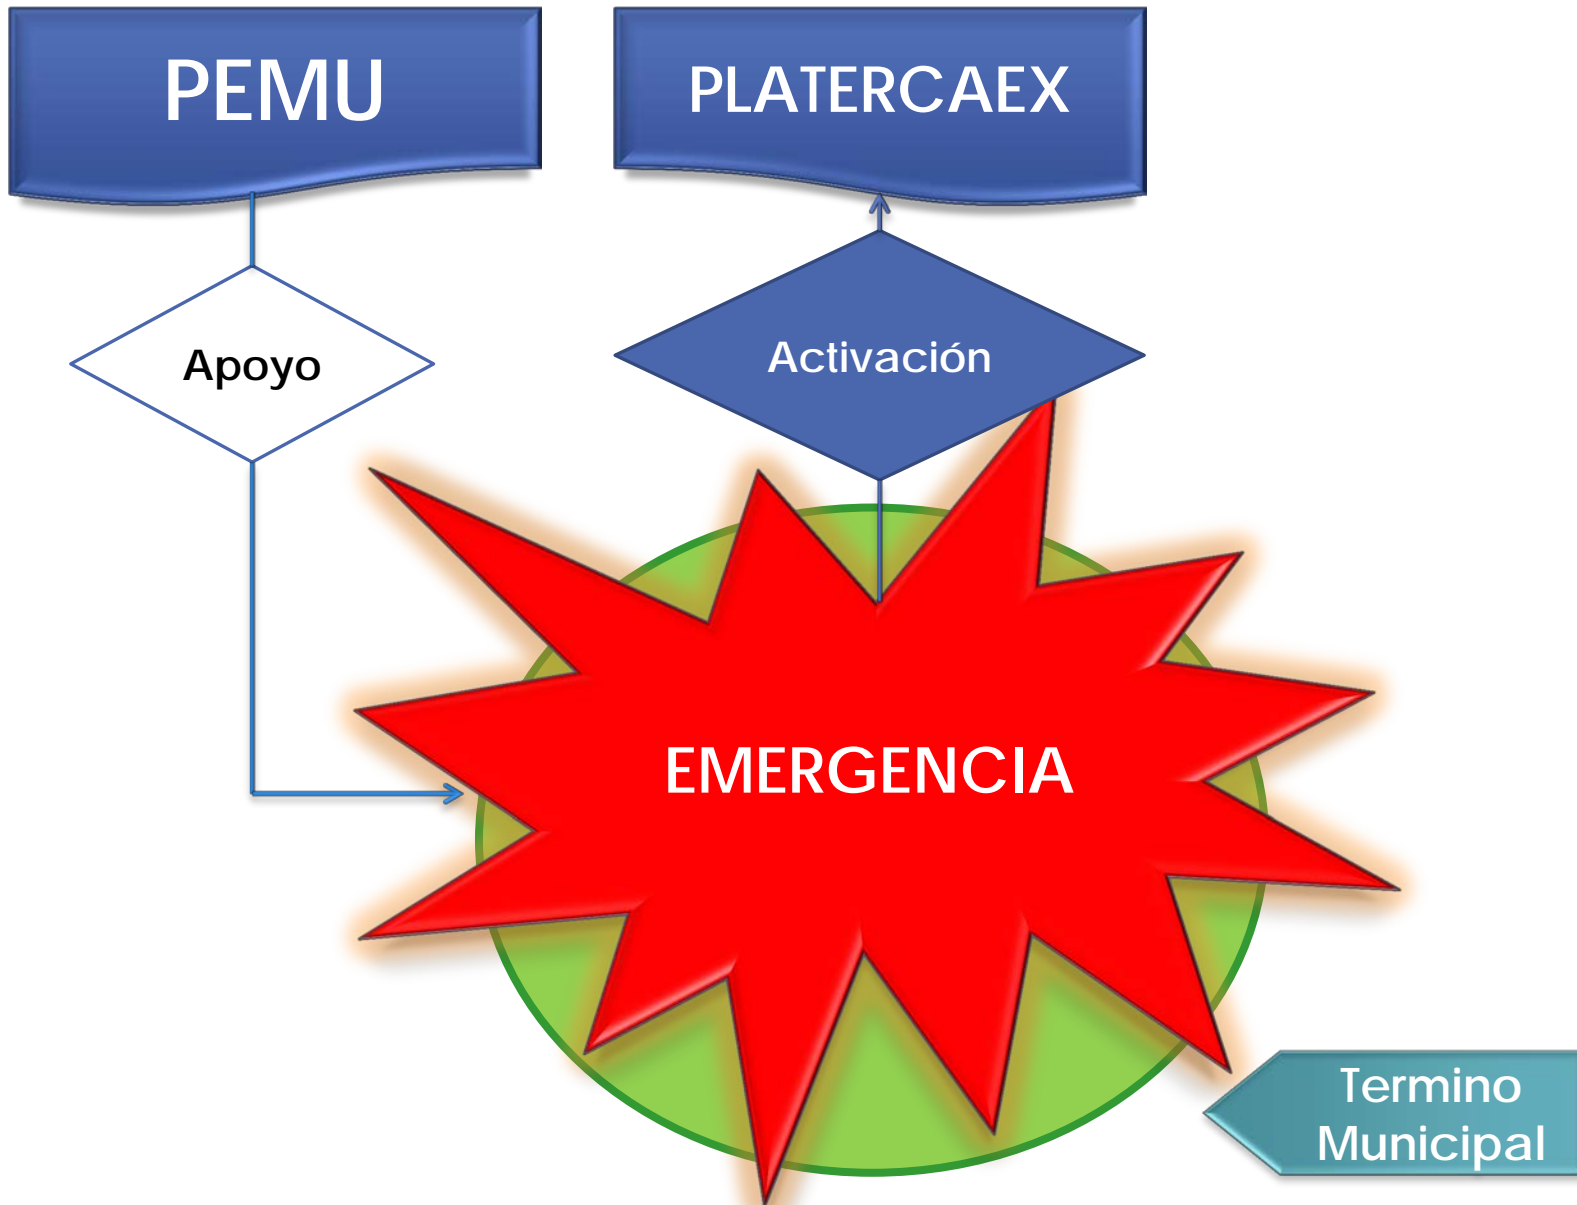 PEMU
PLATERCAEX
Apoyo
Activación
EMERGENCIA
Termino
Municipal